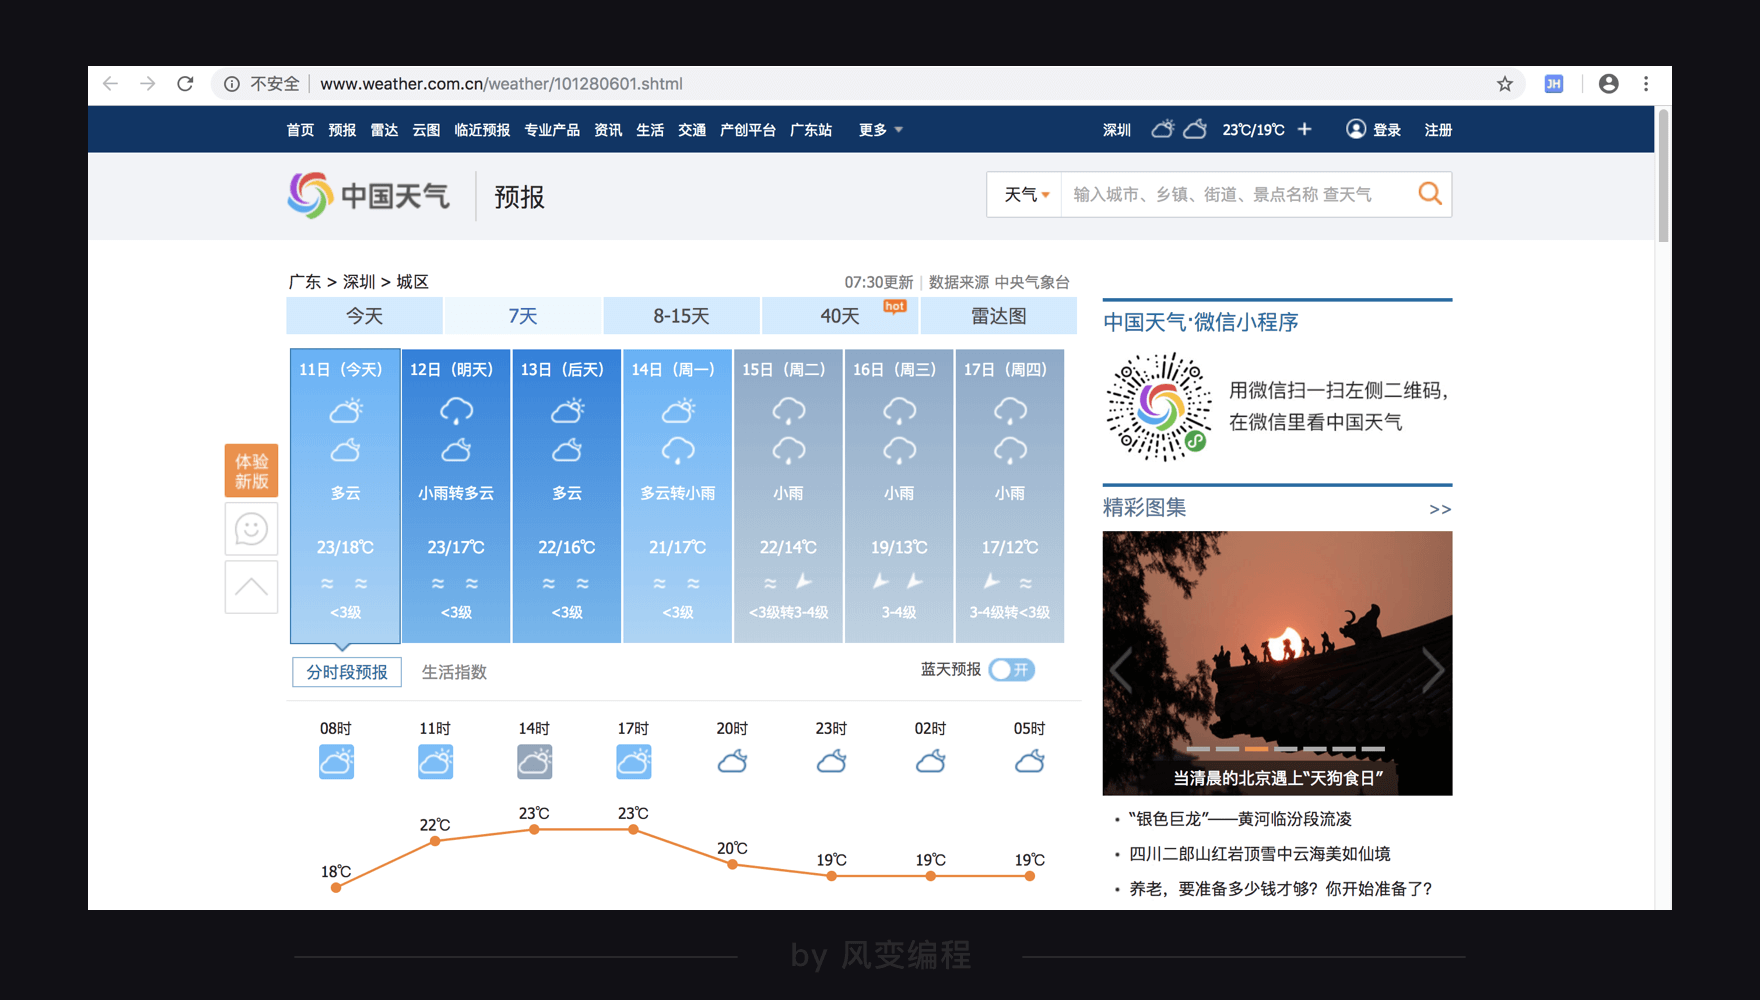 不安全 | www.weather.com.cn/weather/101280601.shtml
JH
首页 预报 雷达 云图 临近预报 专业产品 资讯 生活 交通 产创平台 广东站 更多
深圳 23℃/19℃ + 登录 注册
中国天气 预报
天气 输入城市、乡镇、街道、景点名称 查天气
广东 > 深圳 > 城区
07:30更新 | 数据来源 中央气象台
今天 7天 8-15天 40天 hot 雷达图
11日（今天） 12日（明天） 13日（后天） 14日（周一） 15日（周二） 16日（周三） 17日（周四）
多云 小雨转多云 多云 多云转小雨 小雨 小雨 小雨
23/18℃ 23/17℃ 22/16℃ 21/17℃ 22/14℃ 19/13℃ 17/12℃
<3级 <3级 <3级 <3级 <3级转3-4级 3-4级 3-4级转<3级
体验
新版
分时段预报 生活指数 蓝天预报 开
08时 11时 14时 17时 20时 23时 02时 05时
18℃ 22℃ 23℃ 23℃ 20℃ 19℃ 19℃ 19℃
中国天气·微信小程序
用微信扫一扫左侧二维码，
在微信里看中国天气
精彩图集 >>
当清晨的北京遇上“天狗食日”
• “银色巨龙”——黄河临汾段流凌
• 四川二郎山红岩顶雪中云海美如仙境
• 养老，要准备多少钱才够？你开始准备了？
by 风变编程